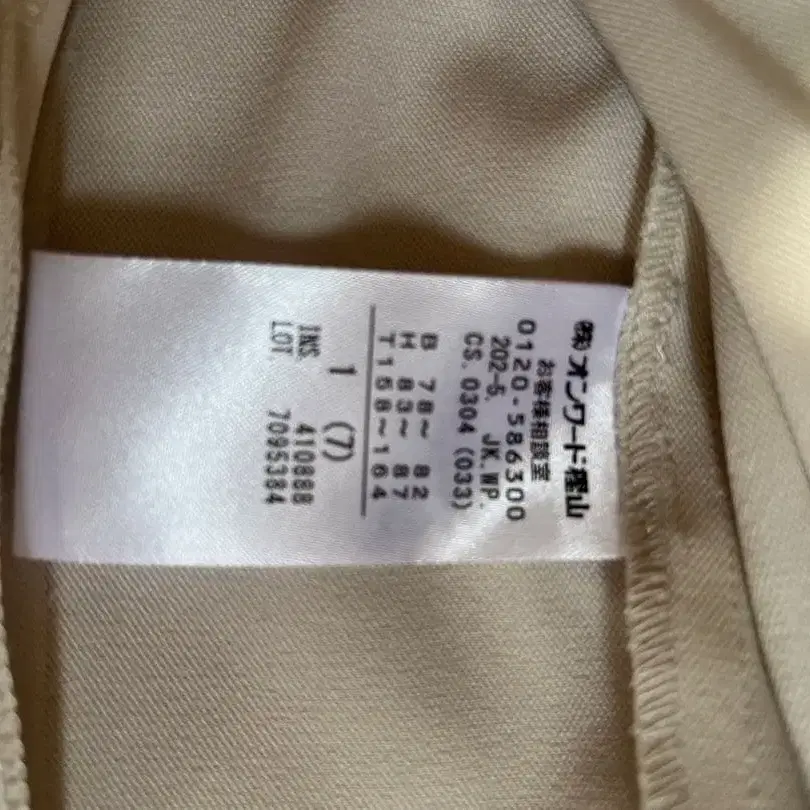 ㈱オンワード樫山
お客様相談室
0120-586300
202-5. JK.WP.
CS.0304 (033)
B 78～ 82
H 83～ 87
T158～164
1 (7)
INS. 410888
LOT 7095384